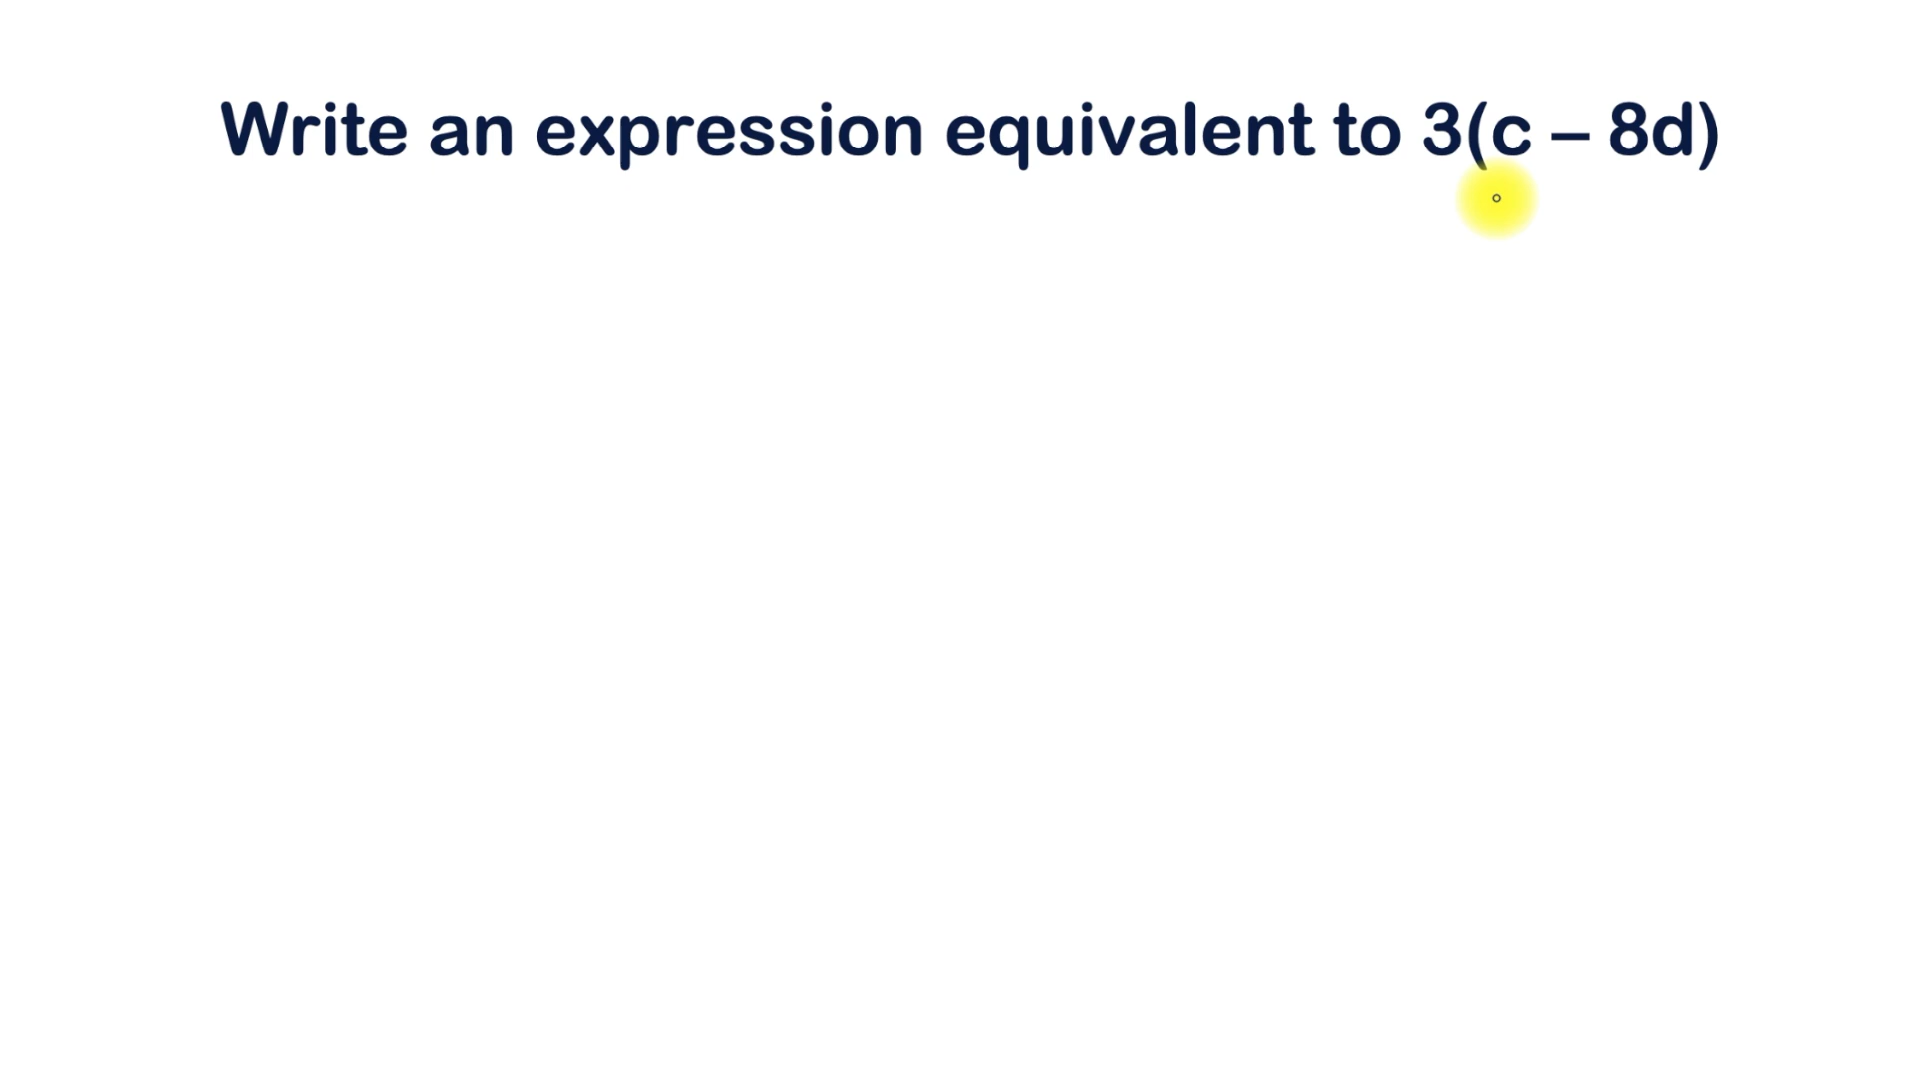 Write an expression equivalent to 3(c – 8d)